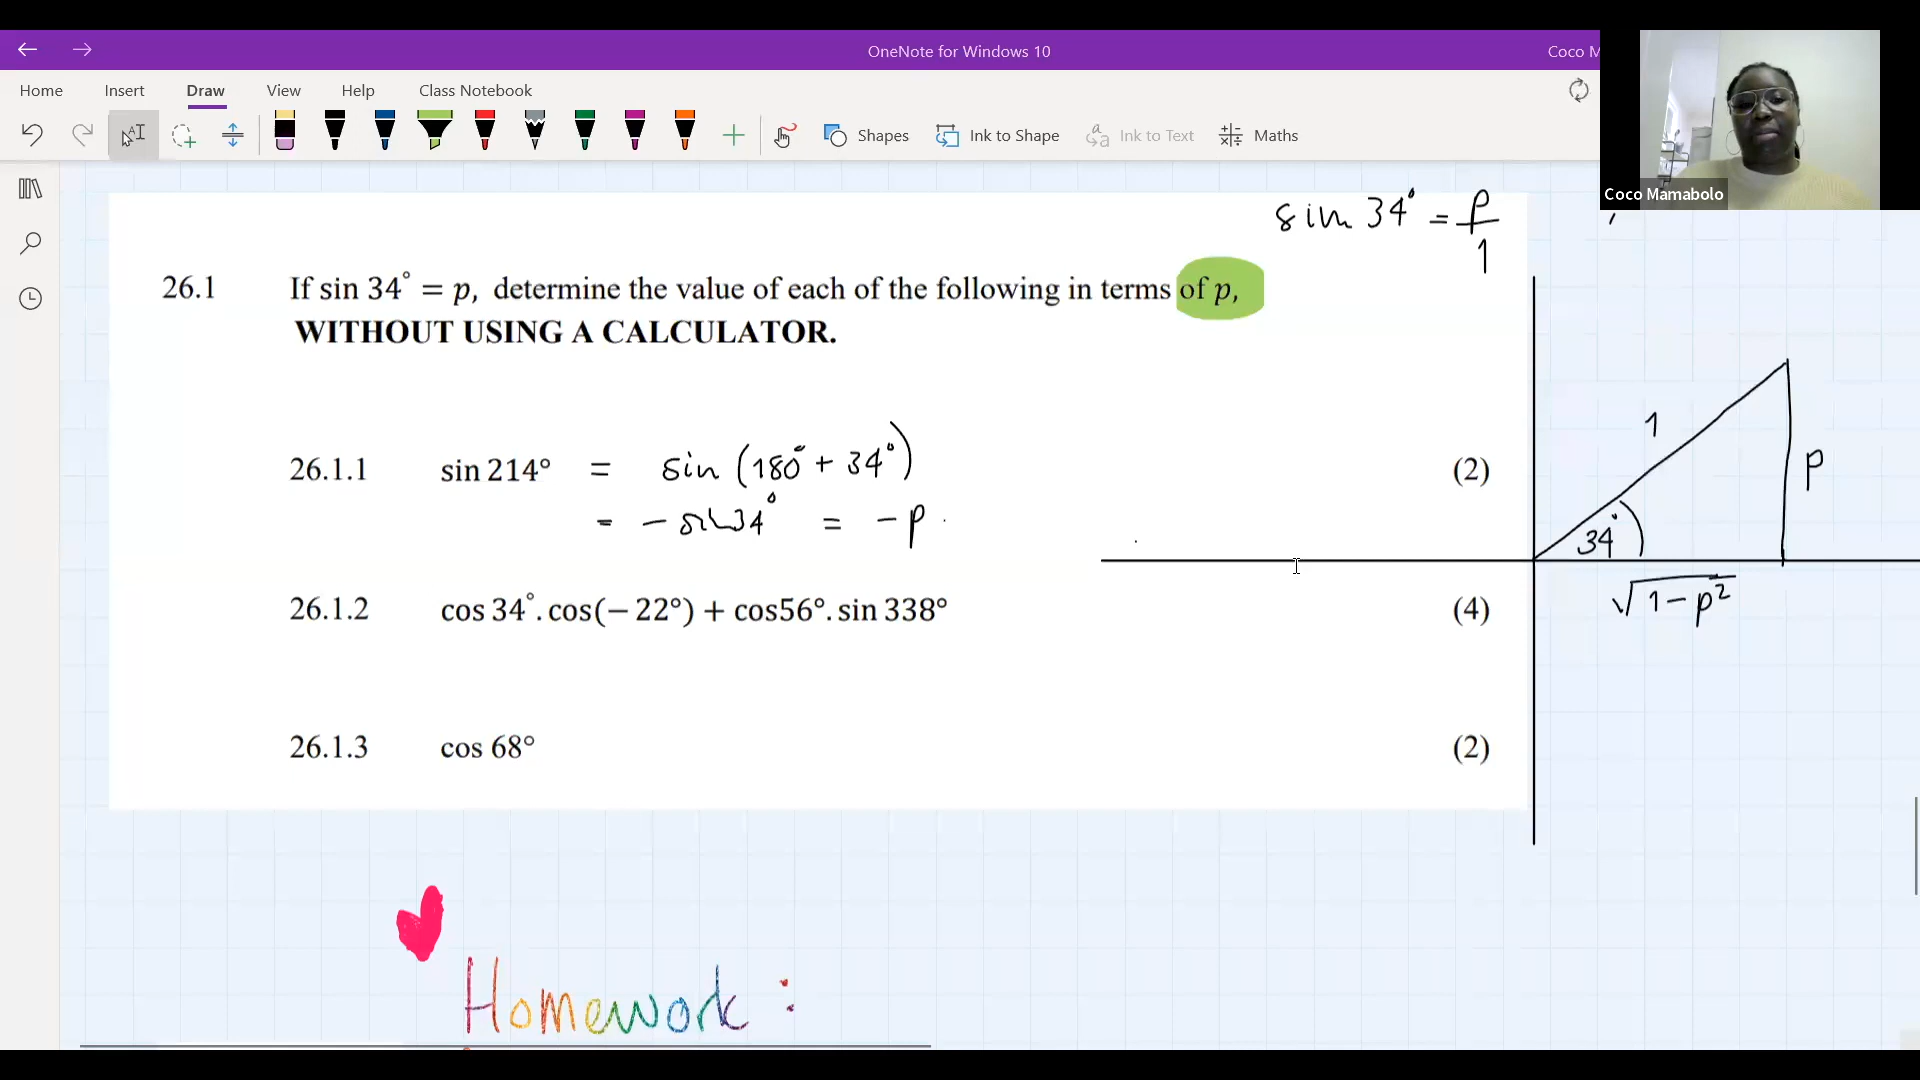 OneNote for Windows 10
Coco M
Home Insert Draw View Help Class Notebook
Shapes Ink to Shape Ink to Text Maths
Coco Mamabolo
sin 34° = p/1
26.1 If sin 34° = p, determine the value of each of the following in terms of p,
WITHOUT USING A CALCULATOR.
26.1.1 sin 214° = sin (180° + 34°) (2)
= - sin34° = - p.
26.1.2 cos 34°.cos(− 22°) + cos56°.sin 338° (4)
26.1.3 cos 68° (2)
1
p
34°
√1-p²
Homework :